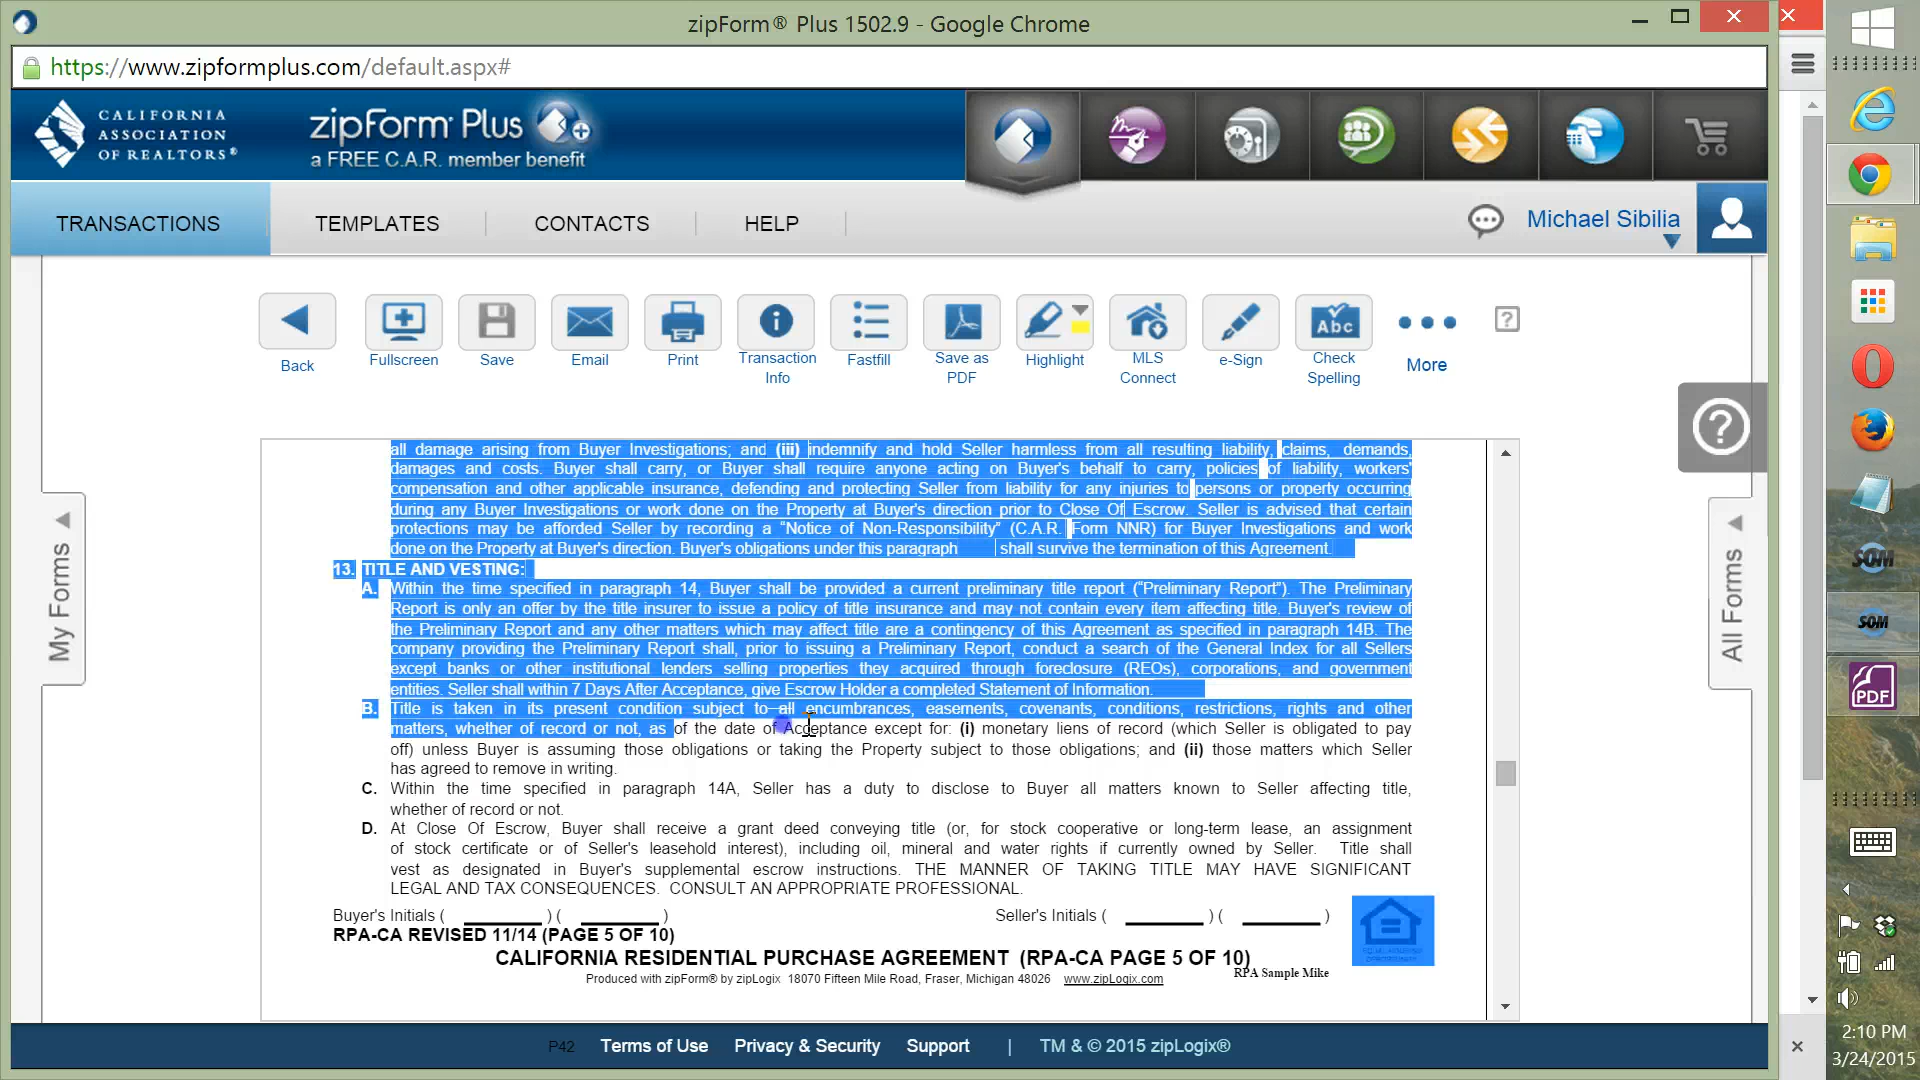 zipForm® Plus 1502.9 - Google Chrome
https://www.zipformplus.com/default.aspx#
CALIFORNIA
ASSOCIATION
OF REALTORS®
zipForm® Plus
a FREE C.A.R. member benefit
TRANSACTIONS
TEMPLATES
CONTACTS
HELP
Michael Sibilia
Back
Fullscreen
Save
Email
Print
Transaction Info
Fastfill
Save as PDF
Highlight
MLS Connect
e-Sign
Abc
Check Spelling
More
My Forms
All Forms
all damage arising from Buyer Investigations; and (iii) indemnify and hold Seller harmless from all resulting liability, claims, demands,
damages and costs. Buyer shall carry, or Buyer shall require anyone acting on Buyer's behalf to carry, policies of liability, workers'
compensation and other applicable insurance, defending and protecting Seller from liability for any injuries to persons or property occurring
during any Buyer Investigations or work done on the Property at Buyer's direction prior to Close Of Escrow. Seller is advised that certain
protections may be afforded Seller by recording a “Notice of Non-Responsibility” (C.A.R. Form NNR) for Buyer Investigations and work
done on the Property at Buyer's direction. Buyer's obligations under this paragraph shall survive the termination of this Agreement.
13. TITLE AND VESTING:
A. Within the time specified in paragraph 14, Buyer shall be provided a current preliminary title report (“Preliminary Report”). The Preliminary
Report is only an offer by the title insurer to issue a policy of title insurance and may not contain every item affecting title. Buyer's review of
the Preliminary Report and any other matters which may affect title are a contingency of this Agreement as specified in paragraph 14B. The
company providing the Preliminary Report shall, prior to issuing a Preliminary Report, conduct a search of the General Index for all Sellers
except banks or other institutional lenders selling properties they acquired through foreclosure (REOs), corporations, and government
entities. Seller shall within 7 Days After Acceptance, give Escrow Holder a completed Statement of Information.
B. Title is taken in its present condition subject to all encumbrances, easements, covenants, conditions, restrictions, rights and other
matters, whether of record or not, as of the date of Acceptance except for: (i) monetary liens of record (which Seller is obligated to pay
off) unless Buyer is assuming those obligations or taking the Property subject to those obligations; and (ii) those matters which Seller
has agreed to remove in writing.
C. Within the time specified in paragraph 14A, Seller has a duty to disclose to Buyer all matters known to Seller affecting title,
whether of record or not.
D. At Close Of Escrow, Buyer shall receive a grant deed conveying title (or, for stock cooperative or long-term lease, an assignment
of stock certificate or of Seller's leasehold interest), including oil, mineral and water rights if currently owned by Seller. Title shall
vest as designated in Buyer's supplemental escrow instructions. THE MANNER OF TAKING TITLE MAY HAVE SIGNIFICANT
LEGAL AND TAX CONSEQUENCES. CONSULT AN APPROPRIATE PROFESSIONAL.
Buyer's Initials ( ) ( ) Seller's Initials ( ) ( )
RPA-CA REVISED 11/14 (PAGE 5 OF 10)
CALIFORNIA RESIDENTIAL PURCHASE AGREEMENT (RPA-CA PAGE 5 OF 10)
Produced with zipForm® by zipLogix 18070 Fifteen Mile Road, Fraser, Michigan 48026 www.zipLogix.com
RPA Sample Mike
P42 Terms of Use Privacy & Security Support | TM & © 2015 zipLogix®
SOM
SOM
PDF
2:10 PM
3/24/2015